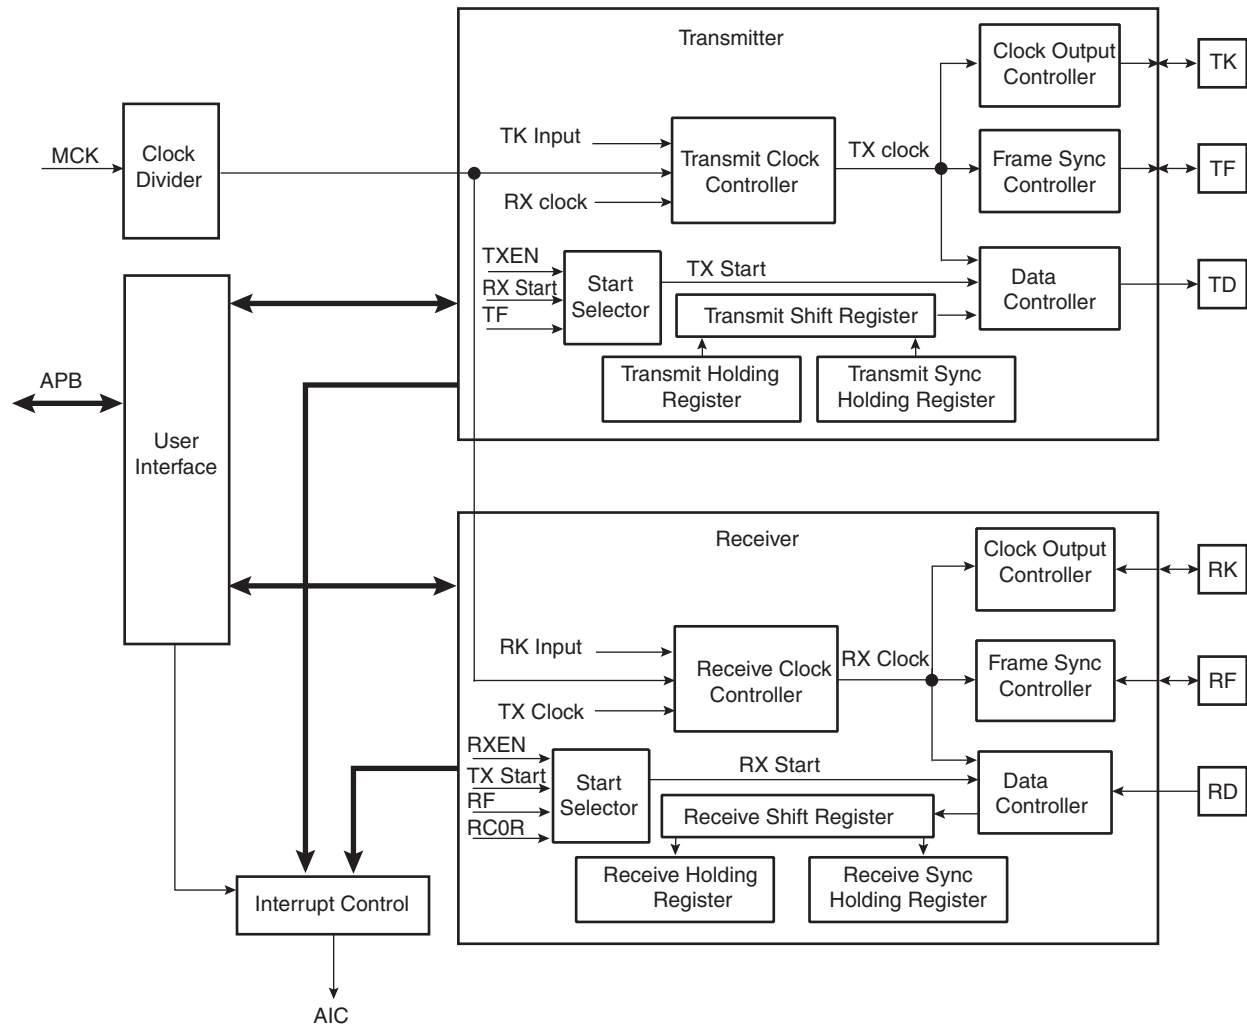 Transmitter
Clock Output
Controller
TK
TK Input
MCK
Clock
Divider
Transmit Clock
Controller
TX clock
Frame Sync
Controller
TF
RX clock
TXEN
RX Start
TF
Start
Selector
TX Start
Data
Controller
TD
Transmit Shift Register
APB
Transmit Holding
Register
Transmit Sync
Holding Register
User
Interface
Receiver
Clock Output
Controller
RK
RK Input
Receive Clock
Controller
RX Clock
Frame Sync
Controller
RF
TX Clock
RXEN
TX Start
RF
RC0R
Start
Selector
RX Start
Data
Controller
RD
Receive Shift Register
Receive Holding
Register
Receive Sync
Holding Register
Interrupt Control
AIC